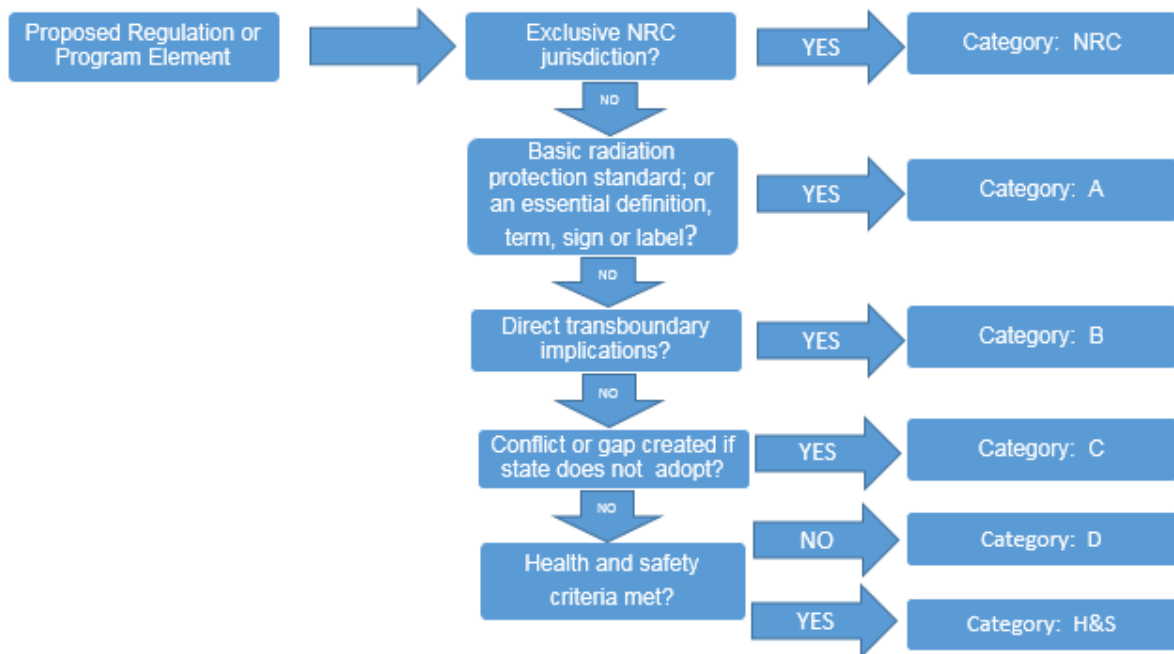 Proposed Regulation or
Program Element
Exclusive NRC
jurisdiction?
YES
Category: NRC
NO
Basic radiation
protection standard; or
an essential definition,
term, sign or label?
YES
Category: A
NO
Direct transboundary
implications?
YES
Category: B
NO
Conflict or gap created if
state does not adopt?
YES
Category: C
NO
Health and safety
criteria met?
NO
Category: D
YES
Category: H&S